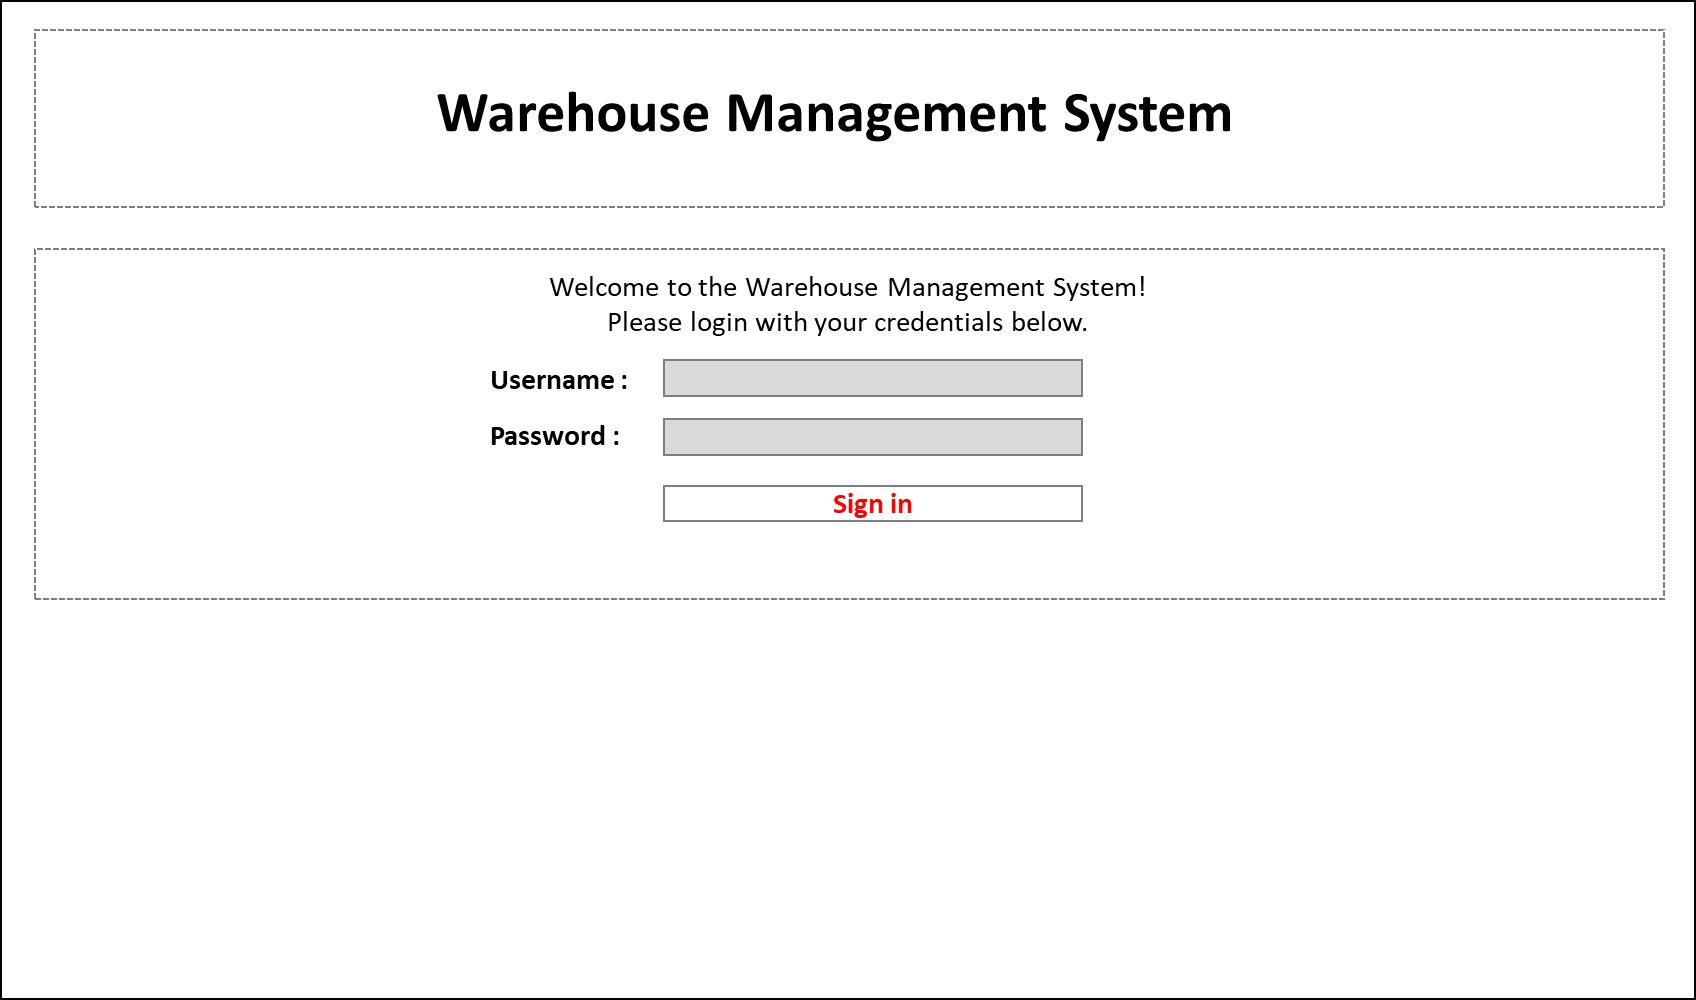 Warehouse Management System
Welcome to the Warehouse Management System!
Please login with your credentials below.
Username :
Password :
Sign in